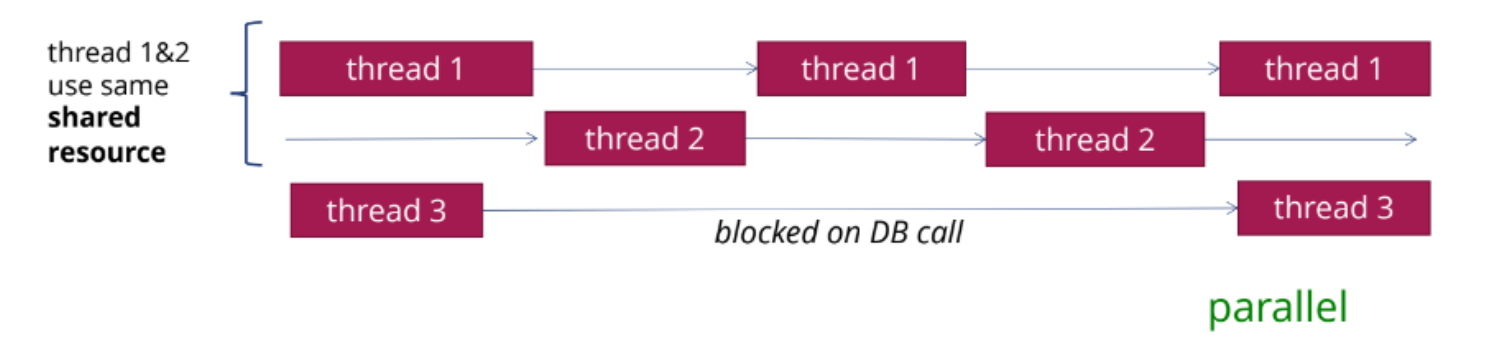 thread 1&2
use same
shared
resource
thread 1
thread 1
thread 1
thread 2
thread 2
thread 3
thread 3
blocked on DB call
parallel